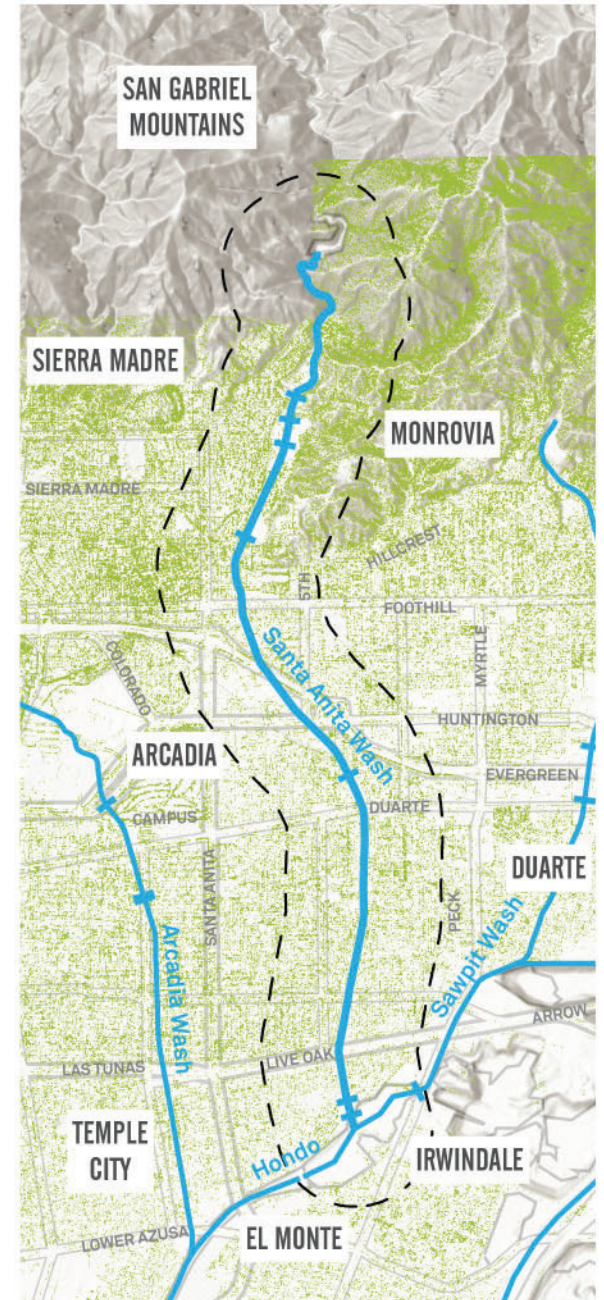 SAN GABRIEL
MOUNTAINS
SIERRA MADRE
MONROVIA
SIERRA MADRE
HILLCREST
5TH
FOOTHILL
MYRTLE
COLORADO
Santa Anita Wash
HUNTINGTON
ARCADIA
EVERGREEN
DUARTE
CAMPUS
SANTA ANITA
DUARTE
PECK
Arcadia Wash
Sawpit Wash
ARROW
LIVE OAK
LAS TUNAS
TEMPLE
CITY
Hondo
IRWINDALE
EL MONTE
LOWER AZUSA